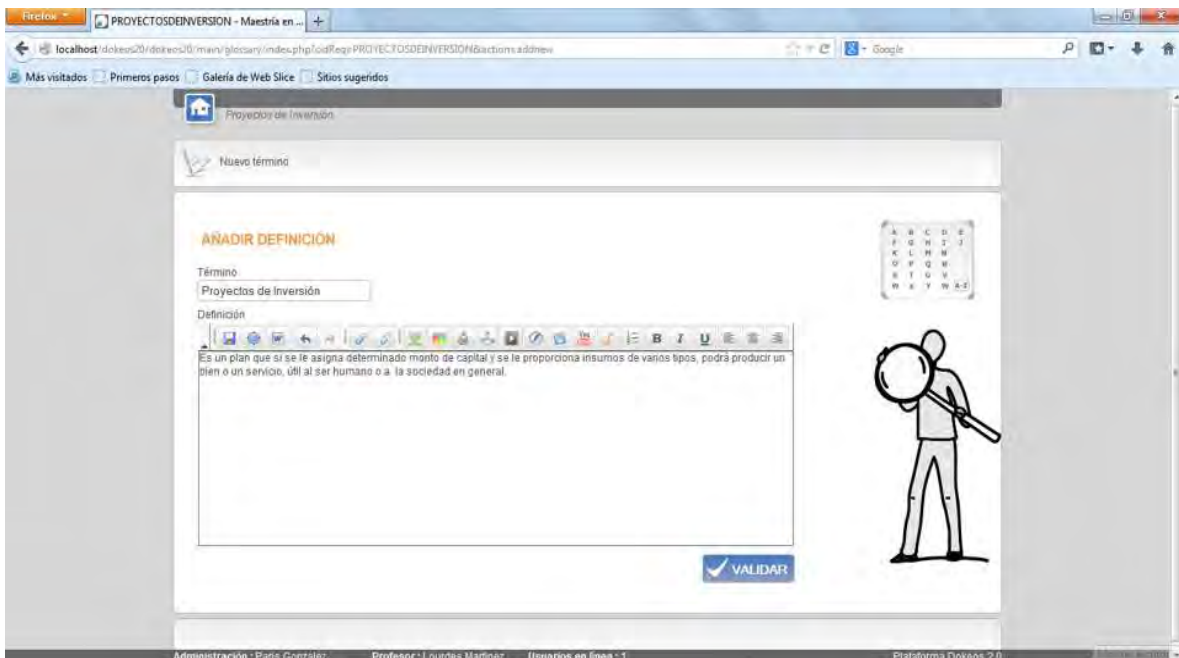 Firefox
PROYECTOSDEINVERSION - Maestría en ...
localhost/dokeos20/dokeos20/main/glossary/index.php?cidReq=PROYECTOSDEINVERSION&action=addnew
Google
Más visitados Primeros pasos Galería de Web Slice Sitios sugeridos
Proyectos de Inversión
Nuevo término
AÑADIR DEFINICIÓN
Término
Proyectos de Inversión
Definición
B I U
Es un plan que si se le asigna determinado monto de capital y se le proporciona insumos de varios tipos, podrá producir un
bien o un servicio, útil al ser humano o a la sociedad en general.
VALIDAR
A B C D E
K L M N
O P Q
A-Z
Administración : Paris González Profesor : Lourdes Martínez Usuarios en línea : 1 Plataforma Dokeos 2.0